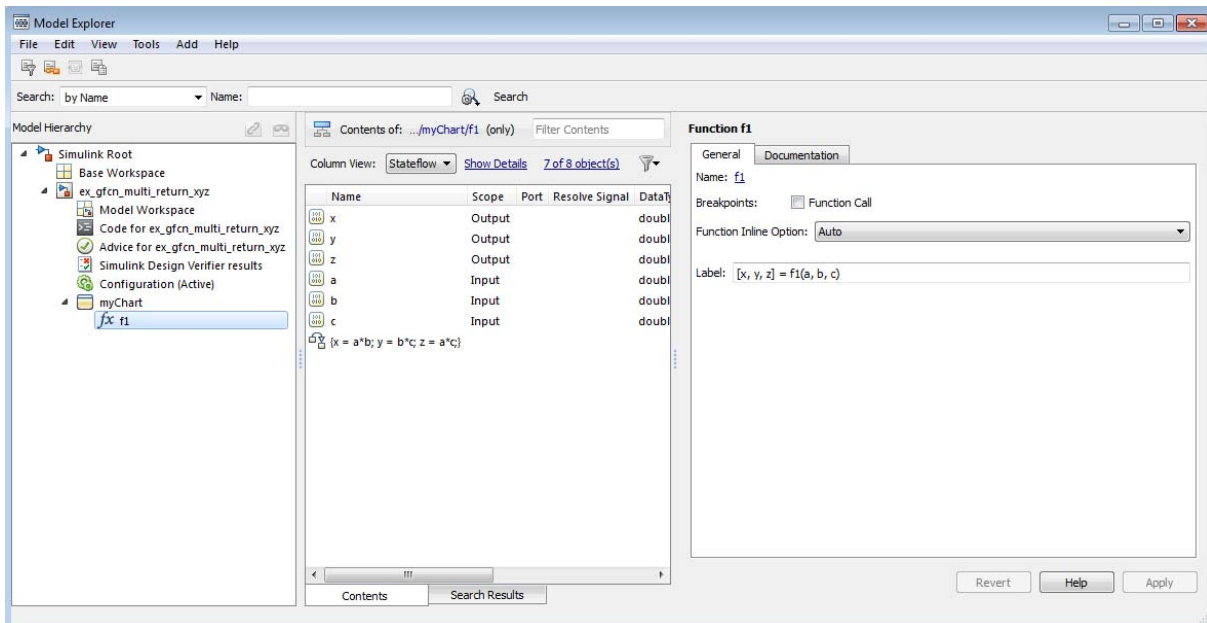 Model Explorer
File Edit View Tools Add Help
Search: by Name Name: Search
Model Hierarchy
Simulink Root
Base Workspace
ex_gfcn_multi_return_xyz
Model Workspace
Code for ex_gfcn_multi_return_xyz
Advice for ex_gfcn_multi_return_xyz
Simulink Design Verifier results
Configuration (Active)
myChart
fx f1
Contents of: .../myChart/f1 (only) Filter Contents
Column View: Stateflow Show Details 7 of 8 object(s)
Name Scope Port Resolve Signal DataTy
x Output doubl
y Output doubl
z Output doubl
a Input doubl
b Input doubl
c Input doubl
{x = a*b; y = b*c; z = a*c;}
Contents Search Results
Function f1
General Documentation
Name: f1
Breakpoints: Function Call
Function Inline Option: Auto
Label: [x, y, z] = f1(a, b, c)
Revert Help Apply